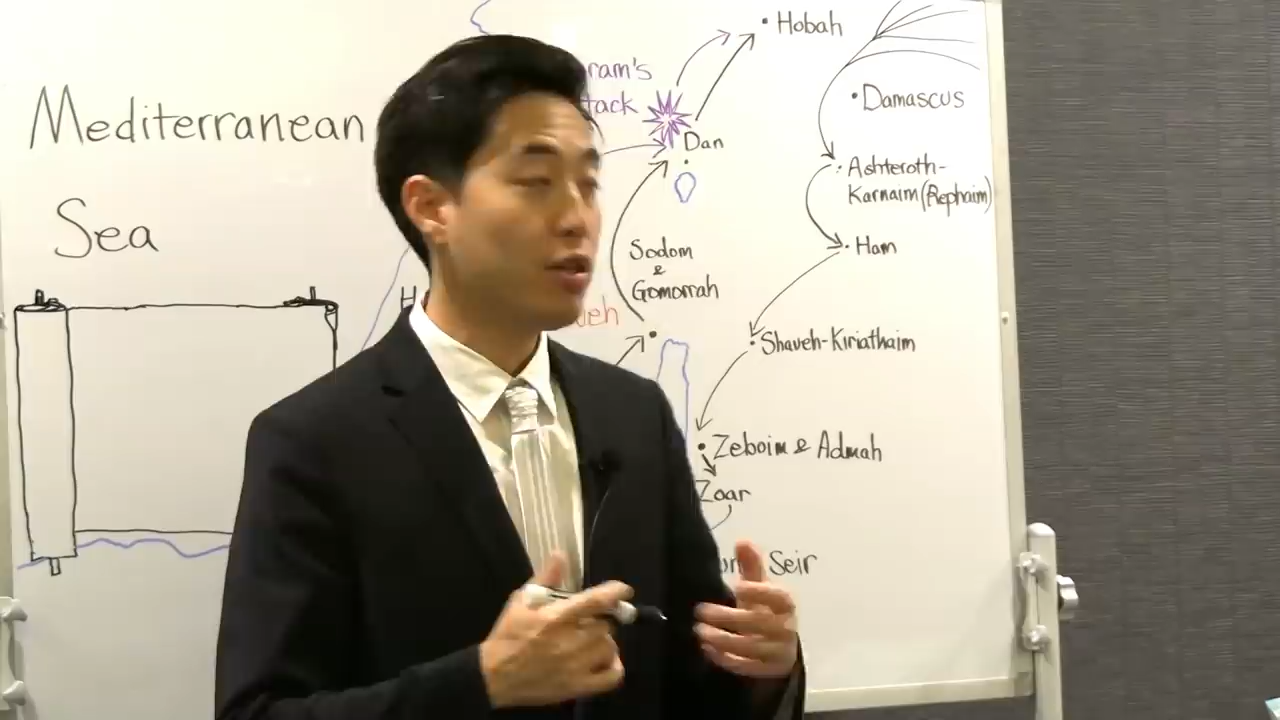 Mediterranean
Sea
Hobah
Damascus
Dan
Ashteroth-
Karnaim (Rephaim)
Ham
Sodom
&
Gomorrah
Shaveh-Kiriathaim
Zeboim & Admah
Zoar
Seir